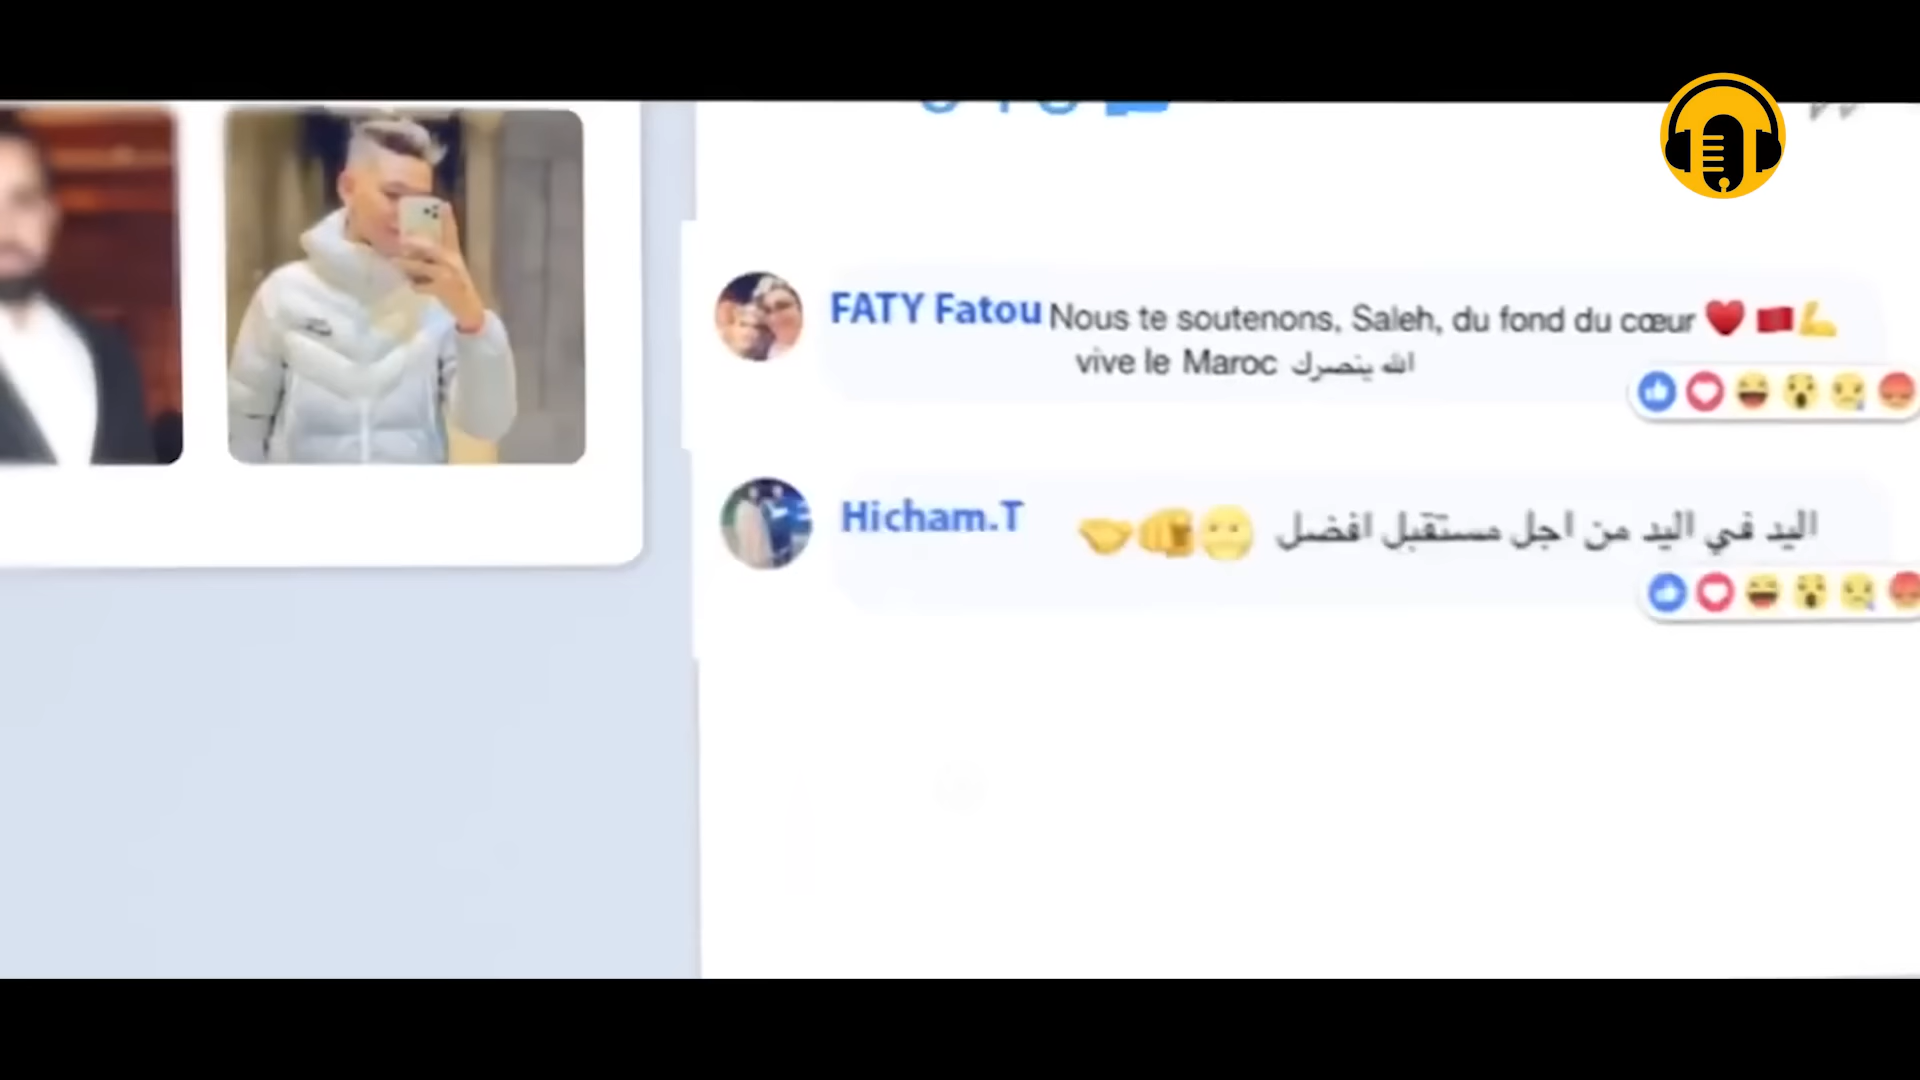 FATY Fatou Nous te soutenons, Saleh, du fond du cœur ❤️ 🇲🇦💪
vive le Maroc الله ينصرك
Hicham.T
اليد في اليد من اجل مستقبل افضل